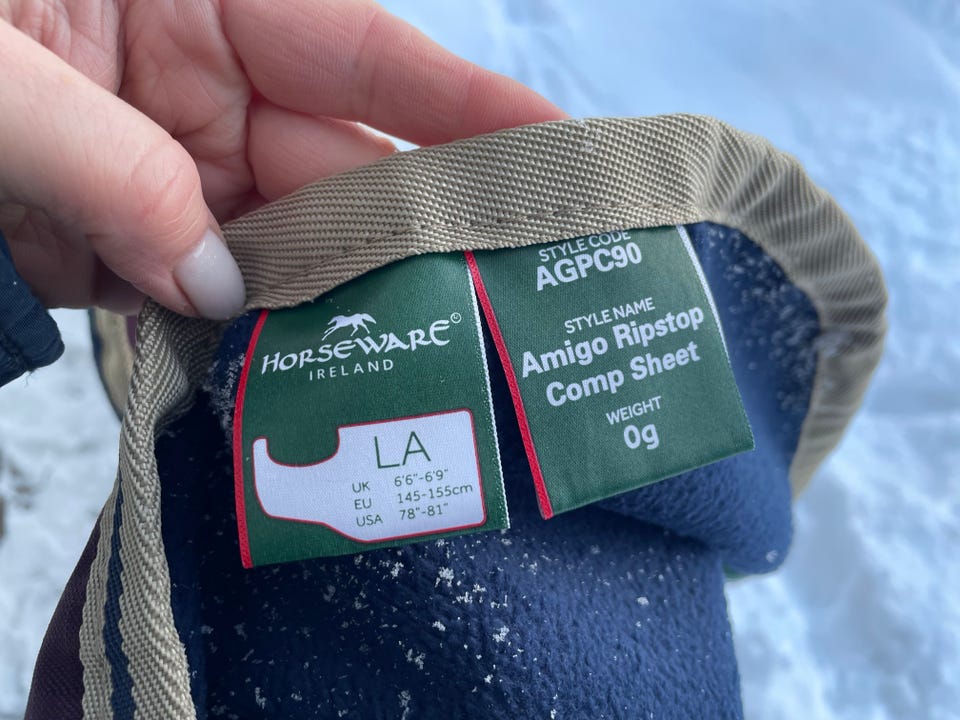 HORSEWARE®
IRELAND
LA
UK 6'6"-6'9"
EU 145-155cm
USA 78"-81"
STYLE CODE
AGPC90
STYLE NAME
Amigo Ripstop
Comp Sheet
WEIGHT
0g